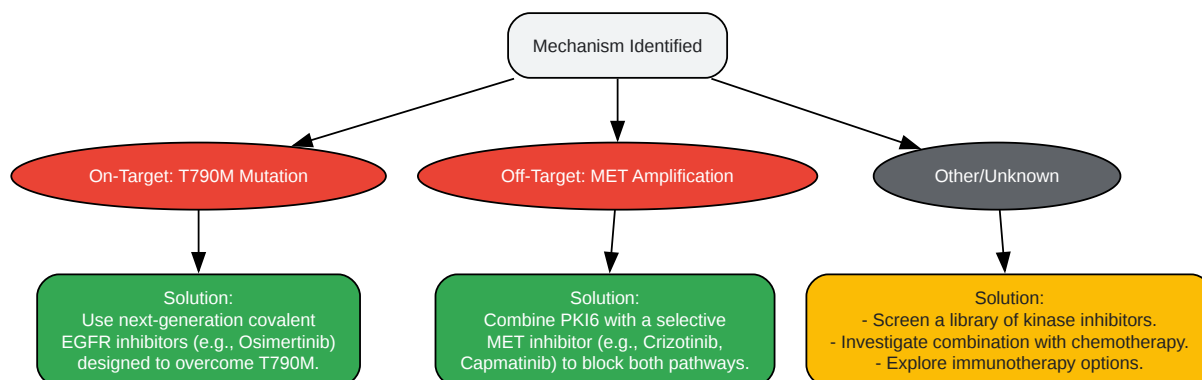 Mechanism Identified
On-Target: T790M Mutation
Off-Target: MET Amplification
Other/Unknown
Solution:
Use next-generation covalent
EGFR inhibitors (e.g., Osimertinib)
designed to overcome T790M.
Solution:
Combine PKI6 with a selective
MET inhibitor (e.g., Crizotinib,
Capmatinib) to block both pathways.
Solution:
- Screen a library of kinase inhibitors.
- Investigate combination with chemotherapy.
- Explore immunotherapy options.